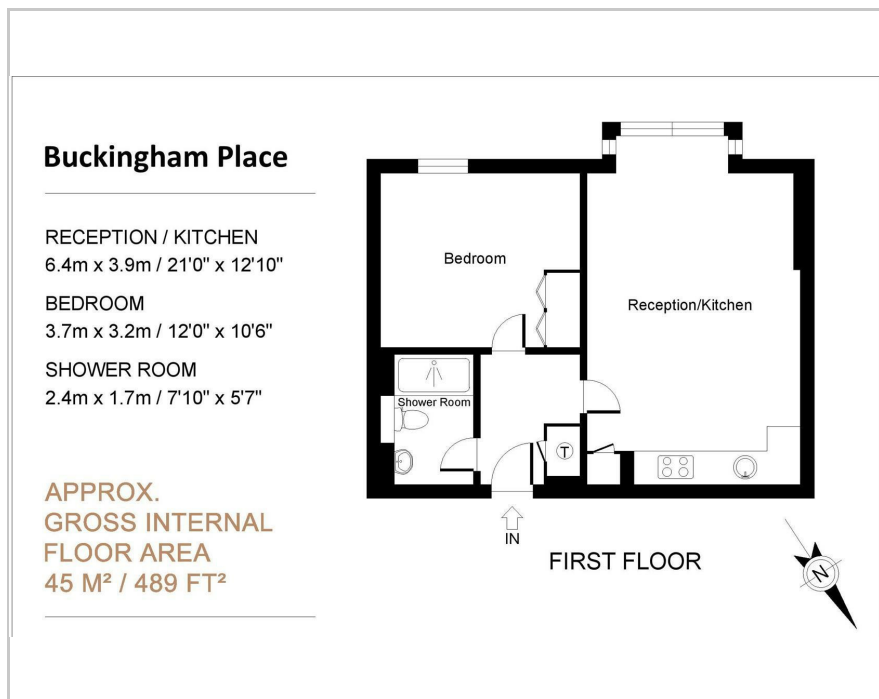 Buckingham Place
RECEPTION / KITCHEN
6.4m x 3.9m / 21'0" x 12'10"
BEDROOM
3.7m x 3.2m / 12'0" x 10'6"
SHOWER ROOM
2.4m x 1.7m / 7'10" x 5'7"
APPROX.
GROSS INTERNAL
FLOOR AREA
45 M² / 489 FT²
Bedroom
Reception/Kitchen
Shower Room
T
IN
FIRST FLOOR
N